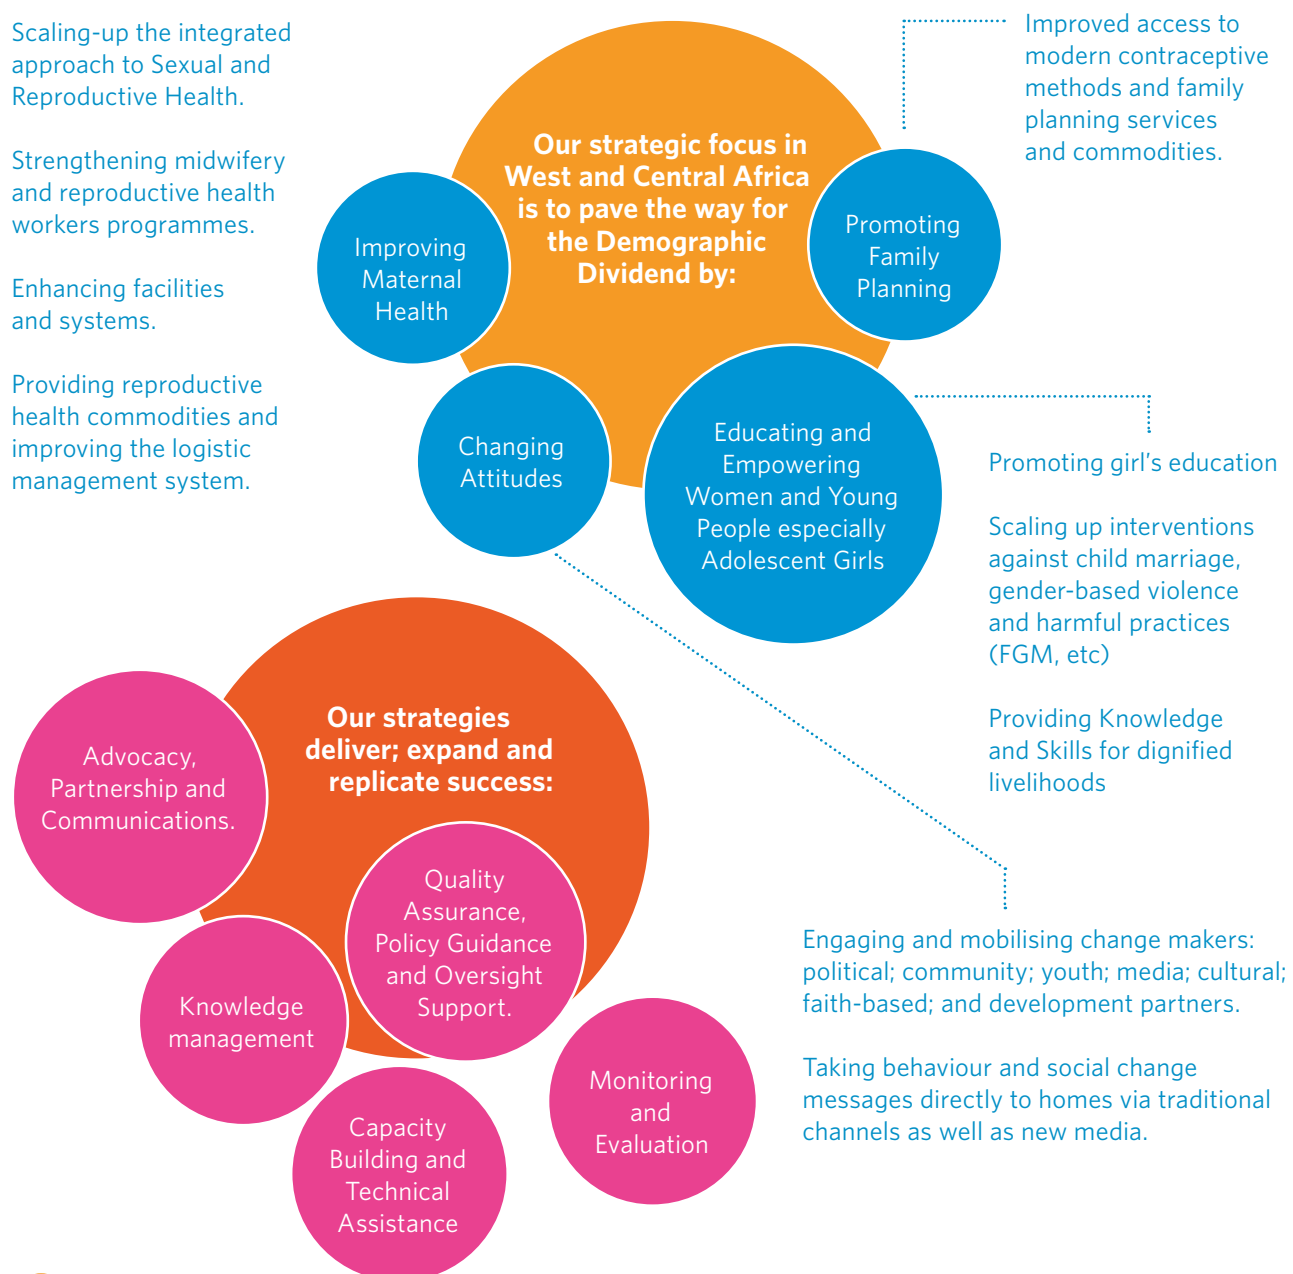 Scaling-up the integrated
approach to Sexual and
Reproductive Health.
Strengthening midwifery
and reproductive health
workers programmes.
Enhancing facilities
and systems.
Providing reproductive
health commodities and
improving the logistic
management system.
Our strategic focus in
West and Central Africa
is to pave the way for
the Demographic
Dividend by:
Improving
Maternal
Health
Changing
Attitudes
Educating and
Empowering
Women and Young
People especially
Adolescent Girls
Promoting
Family
Planning
Improved access to
modern contraceptive
methods and family
planning services
and commodities.
Promoting girl's education
Scaling up interventions
against child marriage,
gender-based violence
and harmful practices
(FGM, etc)
Providing Knowledge
and Skills for dignified
livelihoods
Engaging and mobilising change makers:
political; community; youth; media; cultural;
faith-based; and development partners.
Taking behaviour and social change
messages directly to homes via traditional
channels as well as new media.
Our strategies
deliver; expand and
replicate success:
Advocacy,
Partnership and
Communications.
Knowledge
management
Quality
Assurance,
Policy Guidance
and Oversight
Support.
Capacity
Building and
Technical
Assistance
Monitoring
and
Evaluation